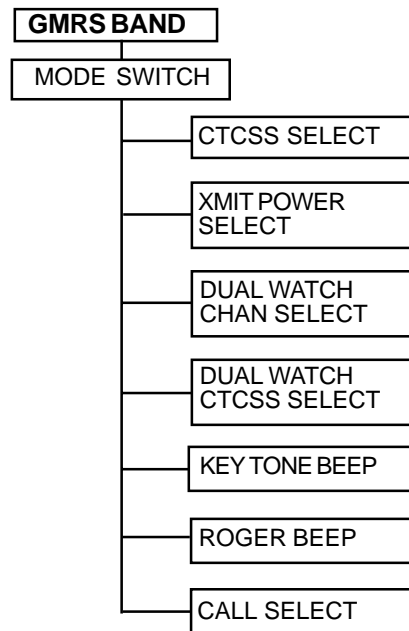 GMRS BAND
MODE SWITCH
CTCSS SELECT
XMIT POWER
SELECT
DUAL WATCH
CHAN SELECT
DUAL WATCH
CTCSS SELECT
KEY TONE BEEP
ROGER BEEP
CALL SELECT